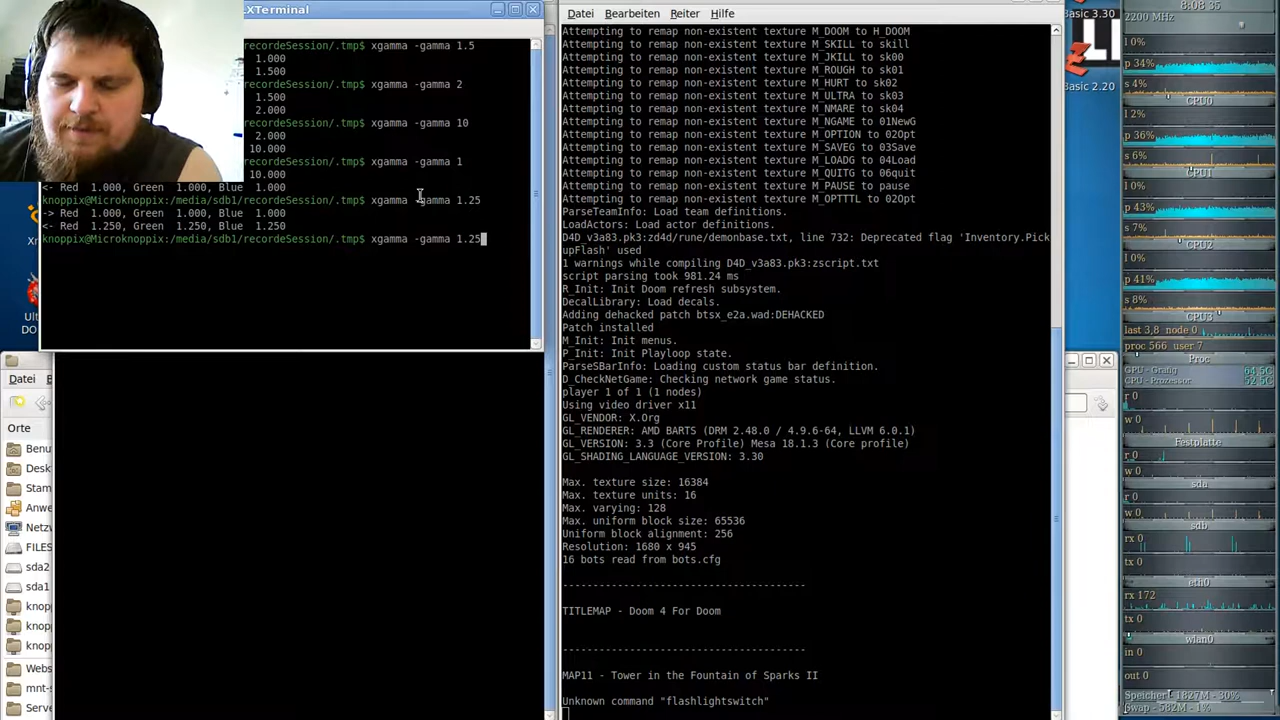 XTerminal
recordeSession/.tmp$ xgamma -gamma 1.5
1.000
1.500
recordeSession/.tmp$ xgamma -gamma 2
1.500
2.000
recordeSession/.tmp$ xgamma -gamma 10
2.000
10.000
recordeSession/.tmp$ xgamma -gamma 1
10.000
<- Red 1.000, Green 1.000, Blue 1.000
knoppix@Microknoppix:/media/sdb1/recordeSession/.tmp$ xgamma -gamma 1.25
-> Red 1.000, Green 1.000, Blue 1.000
<- Red 1.250, Green 1.250, Blue 1.250
knoppix@Microknoppix:/media/sdb1/recordeSession/.tmp$ xgamma -gamma 1.25
Datei
Orte
Benu
Desk
Stam
Anwe
Netzw
FILES
sda2
sda1
knopp
knopp
knopp
Webs
mnt-s
Serve
Datei Bearbeiten Reiter Hilfe
Attempting to remap non-existent texture M_DOOM to H_DOOM
Attempting to remap non-existent texture M_SKILL to skill
Attempting to remap non-existent texture M_JKILL to sk00
Attempting to remap non-existent texture M_ROUGH to sk01
Attempting to remap non-existent texture M_HURT to sk02
Attempting to remap non-existent texture M_ULTRA to sk03
Attempting to remap non-existent texture M_NMARE to sk04
Attempting to remap non-existent texture M_NGAME to 01NewG
Attempting to remap non-existent texture M_OPTION to 02Opt
Attempting to remap non-existent texture M_SAVEG to 03Save
Attempting to remap non-existent texture M_LOADG to 04Load
Attempting to remap non-existent texture M_QUITG to 06quit
Attempting to remap non-existent texture M_PAUSE to pause
Attempting to remap non-existent texture M_OPTTTL to 02Opt
ParseTeamInfo: Load team definitions.
LoadActors: Load actor definitions.
D4D_v3a83.pk3:zd4d/rune/demonbase.txt, line 732: Deprecated flag 'Inventory.Pick
upFlash' used
1 warnings while compiling D4D_v3a83.pk3:zscript.txt
script parsing took 981.24 ms
R_Init: Init Doom refresh subsystem.
DecalLibrary: Load decals.
Adding dehacked patch btsx_e2a.wad:DEHACKED
Patch installed
M_Init: Init menus.
P_Init: Init Playloop state.
ParseSBarInfo: Loading custom status bar definition.
D_CheckNetGame: Checking network game status.
player 1 of 1 (1 nodes)
Using video driver x11
GL_VENDOR: X.Org
GL_RENDERER: AMD BARTS (DRM 2.48.0 / 4.9.6-64, LLVM 6.0.1)
GL_VERSION: 3.3 (Core Profile) Mesa 18.1.3 (Core profile)
GL_SHADING_LANGUAGE_VERSION: 3.30
Max. texture size: 16384
Max. texture units: 16
Max. varying: 128
Max. uniform block size: 65536
Uniform block alignment: 256
Resolution: 1680 x 945
16 bots read from bots.cfg
----------------------------------------
TITLEMAP - Doom 4 For Doom
----------------------------------------
MAP11 - Tower in the Fountain of Sparks II
Unknown command "flashlightswitch"
Basic 3.30
Basic 2.20
8:08 35
2200 MHz
l 0%
p 34%
s 4%
CPU0
p 36%
s 6%
CPU1
l 0%
p 43%
s 7%
CPU2
l 0%
p 41%
s 8%
CPU3
last 3,8 node 0
proc 566 user 7
Proc
GPU - Grafig 64,5C
CPU - Prozessor 52,5C
r 0
w 0
Festplatte
r 0
w 0
sda
r 0
w 0
sdb
rx 0
tx 0
eth0
rx 172
tx 0
wlan0
in 0
out 0
Speicher - 1827M - 30%
Swap - 582M - 1%